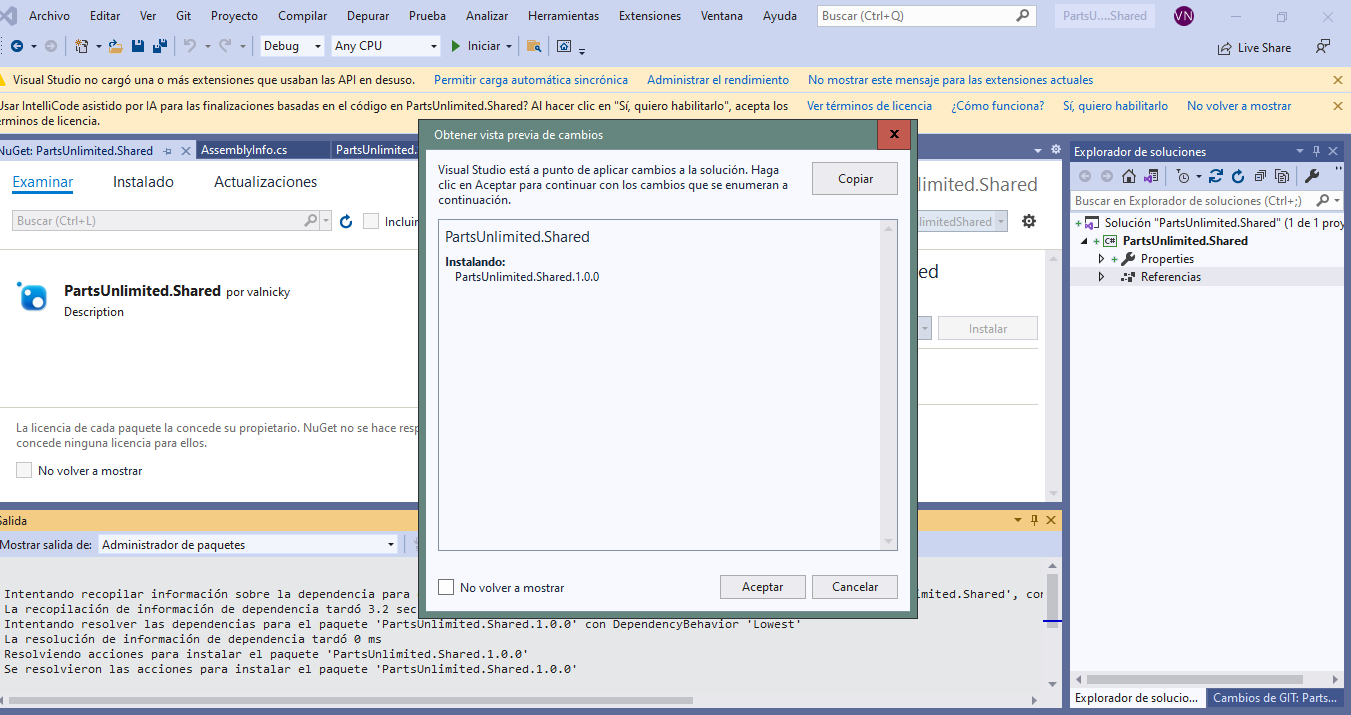 Archivo Editar Ver Git Proyecto Compilar Depurar Prueba Analizar Herramientas Extensiones Ventana Ayuda Buscar (Ctrl+Q) PartsU....Shared VN
Debug Any CPU Iniciar Live Share
Visual Studio no cargó una o más extensiones que usaban las API en desuso. Permitir carga automática sincrónica Administrar el rendimiento No mostrar este mensaje para las extensiones actuales
Usar IntelliCode asistido por IA para las finalizaciones basadas en el código en PartsUnlimited.Shared? Al hacer clic en "Sí, quiero habilitarlo", acepta los
términos de licencia.
Ver términos de licencia ¿Cómo funciona? Sí, quiero habilitarlo No volver a mostrar
NuGet: PartsUnlimited.Shared AssemblyInfo.cs PartsUnlimited.
Examinar Instalado Actualizaciones
limited.Shared
Buscar (Ctrl+L) Incluir
limitedShared
PartsUnlimited.Shared por valnicky
Description
ed
Instalar
La licencia de cada paquete la concede su propietario. NuGet no se hace resp
concede ninguna licencia para ellos.
No volver a mostrar
Obtener vista previa de cambios
Visual Studio está a punto de aplicar cambios a la solución. Haga
clic en Aceptar para continuar con los cambios que se enumeran a
continuación.
Copiar
PartsUnlimited.Shared
Instalando:
PartsUnlimited.Shared.1.0.0
No volver a mostrar Aceptar Cancelar
Explorador de soluciones
Buscar en Explorador de soluciones (Ctrl+;)
Solución "PartsUnlimited.Shared" (1 de 1 proy
C# PartsUnlimited.Shared
Properties
Referencias
Explorador de solucio... Cambios de GIT: Parts...
Salida
Mostrar salida de: Administrador de paquetes
Intentando recopilar información sobre la dependencia para
imited.Shared', con
La recopilación de información de dependencia tardó 3.2 sec
Intentando resolver las dependencias para el paquete 'PartsUnlimited.Shared.1.0.0' con DependencyBehavior 'Lowest'
La resolución de información de dependencia tardó 0 ms
Resolviendo acciones para instalar el paquete 'PartsUnlimited.Shared.1.0.0'
Se resolvieron las acciones para instalar el paquete 'PartsUnlimited.Shared.1.0.0'